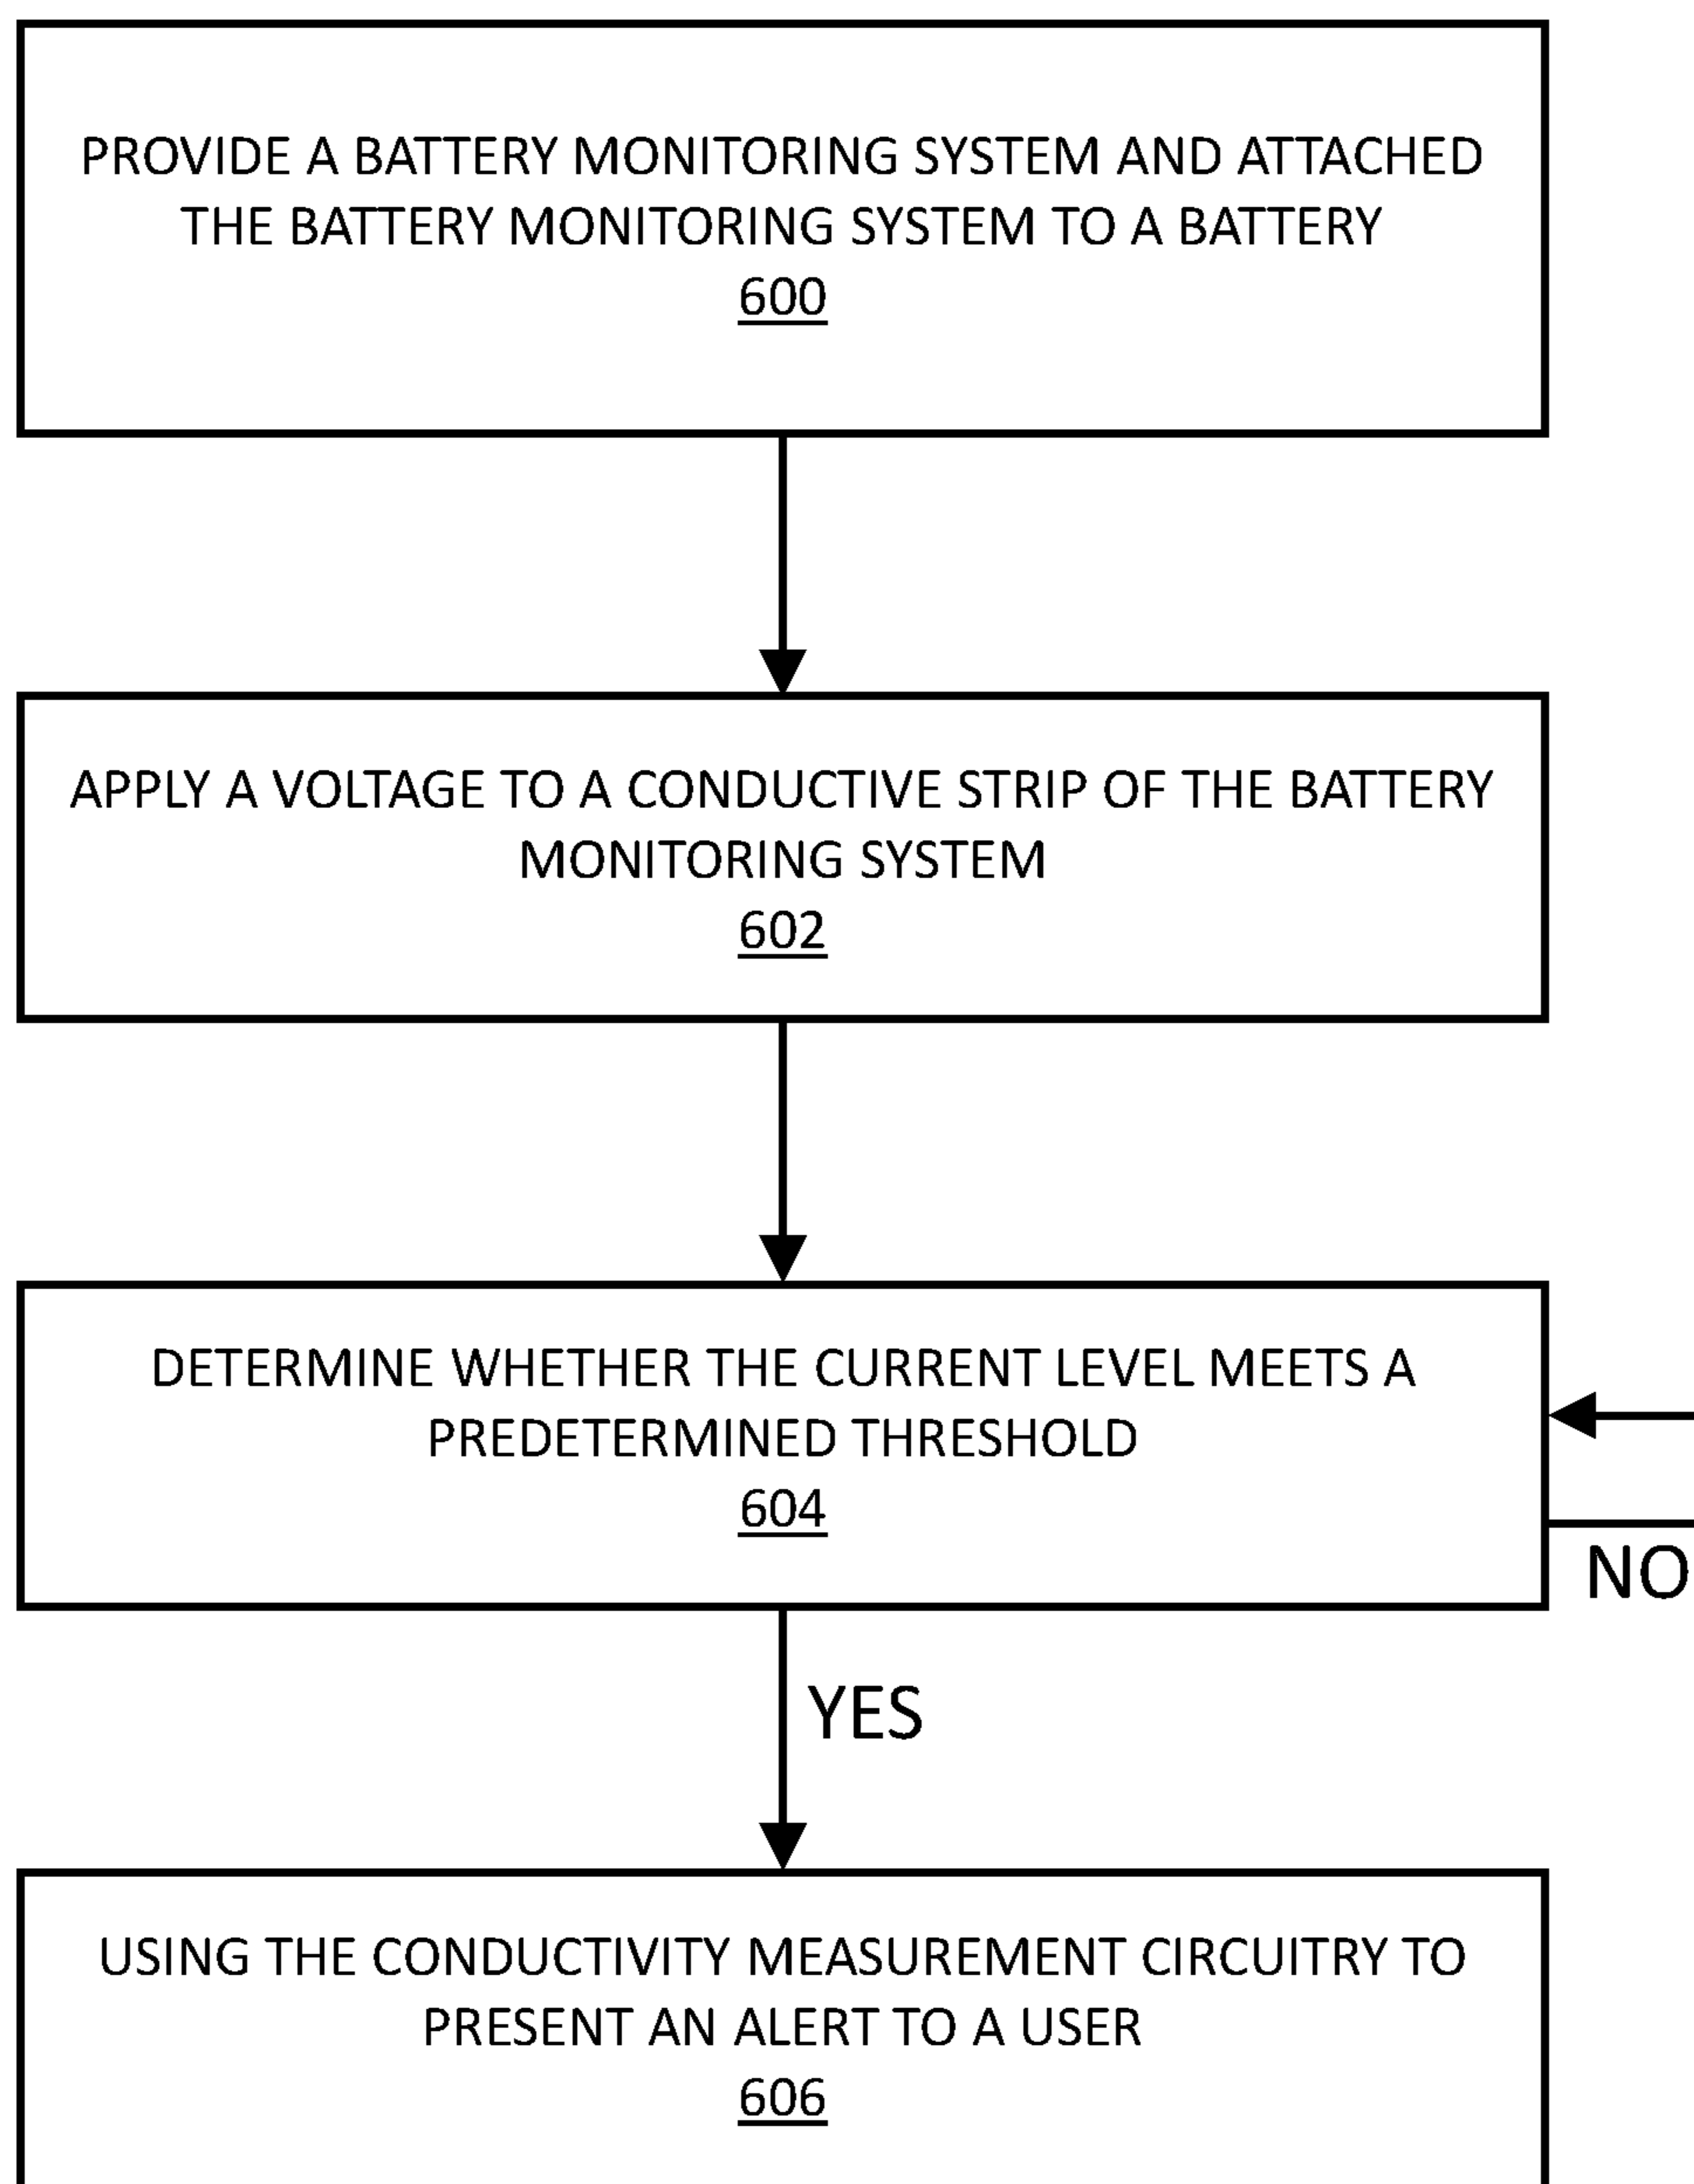 PROVIDE A BATTERY MONITORING SYSTEM AND ATTACHED
THE BATTERY MONITORING SYSTEM TO A BATTERY
600
APPLY A VOLTAGE TO A CONDUCTIVE STRIP OF THE BATTERY
MONITORING SYSTEM
602
DETERMINE WHETHER THE CURRENT LEVEL MEETS A
PREDETERMINED THRESHOLD
604
NO
YES
USING THE CONDUCTIVITY MEASUREMENT CIRCUITRY TO
PRESENT AN ALERT TO A USER
606